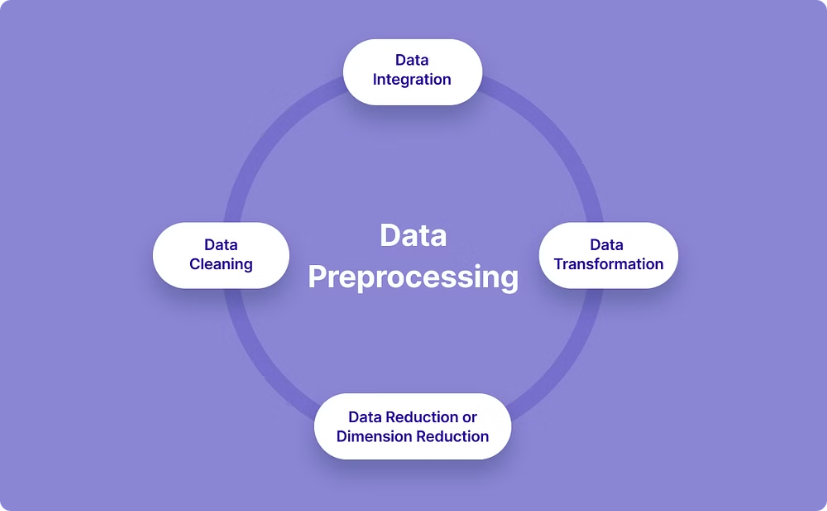 Data
Integration
Data
Cleaning
Data
Preprocessing
Data
Transformation
Data Reduction or
Dimension Reduction